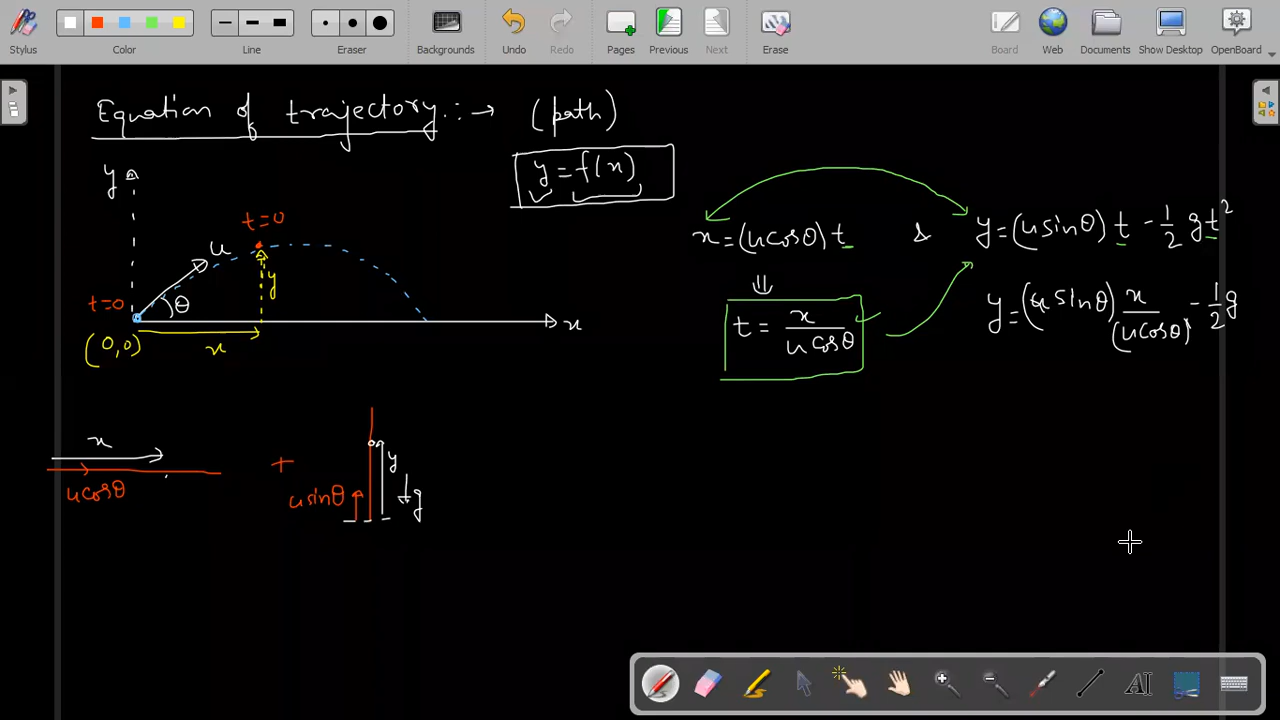 Stylus
Color
Line
Eraser
Backgrounds
Undo
Redo
Pages
Previous
Next
Erase
Board
Web
Documents
Show Desktop
OpenBoard
Equation of trajectory :→ (path)
y = f(x)
y
t=0
u
θ
y
t=0
(0,0)
x
x
x = (u cosθ) t & y = (u sinθ) t - 1/2 g t²
⇓
t = x / u cosθ
y = (u sinθ) x / (u cosθ) - 1/2 g
x
u cosθ
+
u sinθ
y
↓g
AI